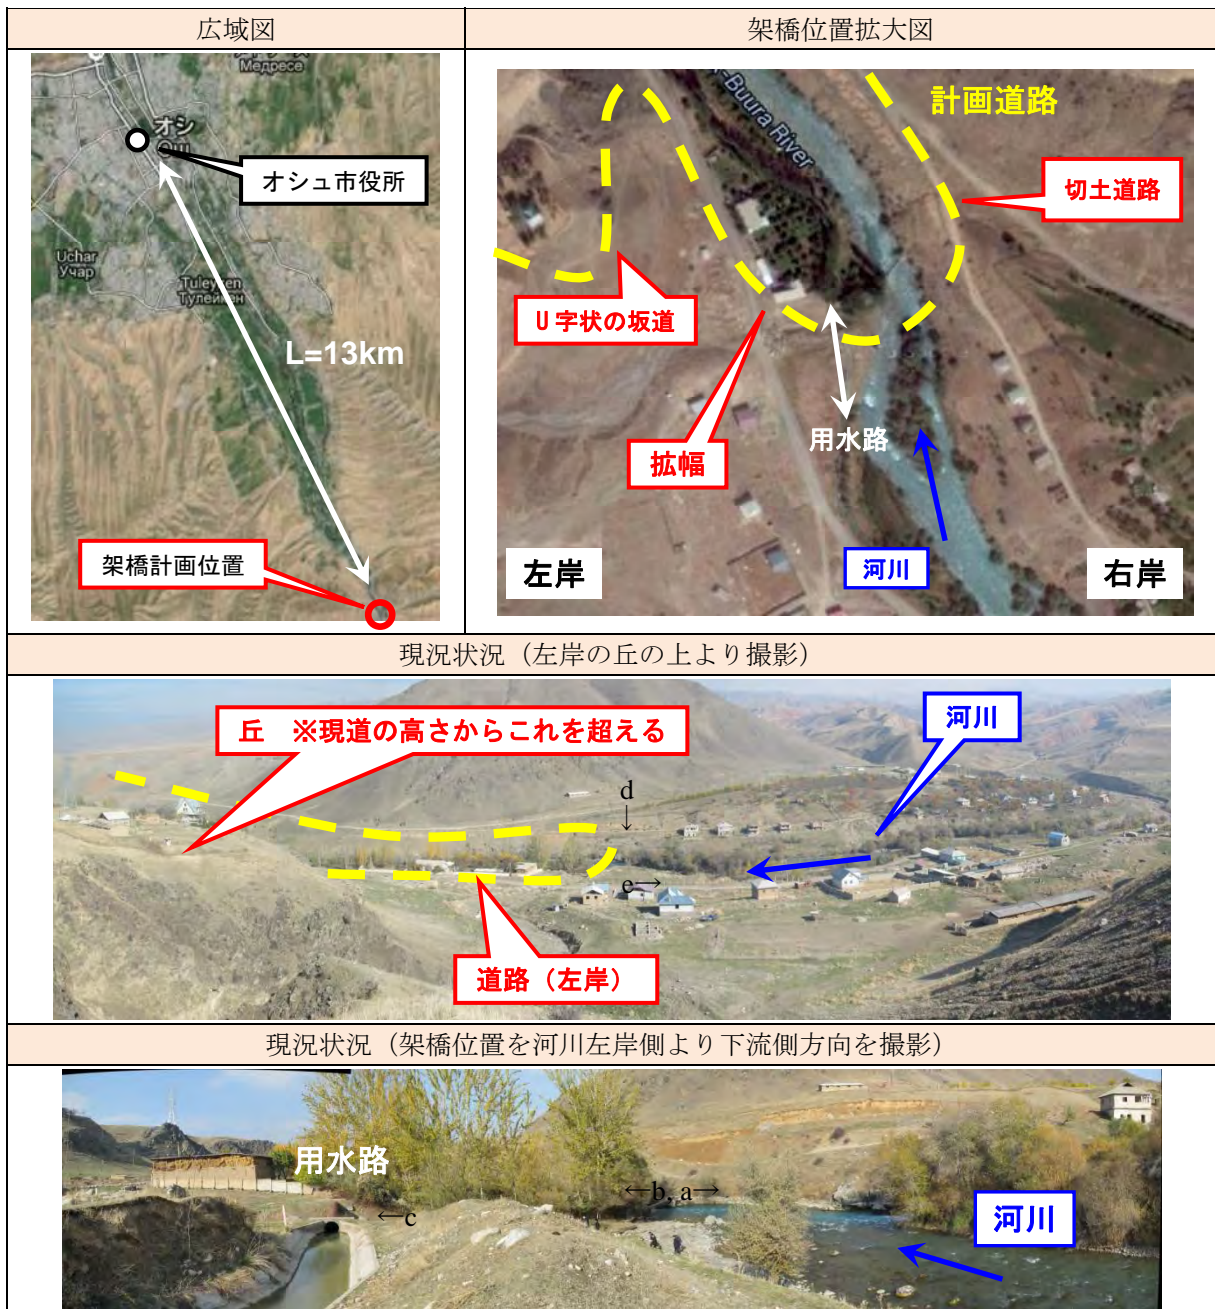 広域図
架橋位置拡大図
Медресе
オシ
Ош
オシュ市役所
Uchar
Учар
Tuleyken
Тулейкен
L=13km
架橋計画位置
-Buura River
計画道路
切土道路
U字状の坂道
拡幅
用水路
左岸
河川
右岸
現況状況（左岸の丘の上より撮影）
丘　※現道の高さからこれを超える
河川
d
↓
e→
道路（左岸）
現況状況（架橋位置を河川左岸側より下流側方向を撮影）
用水路
←b, a→
←c
河川